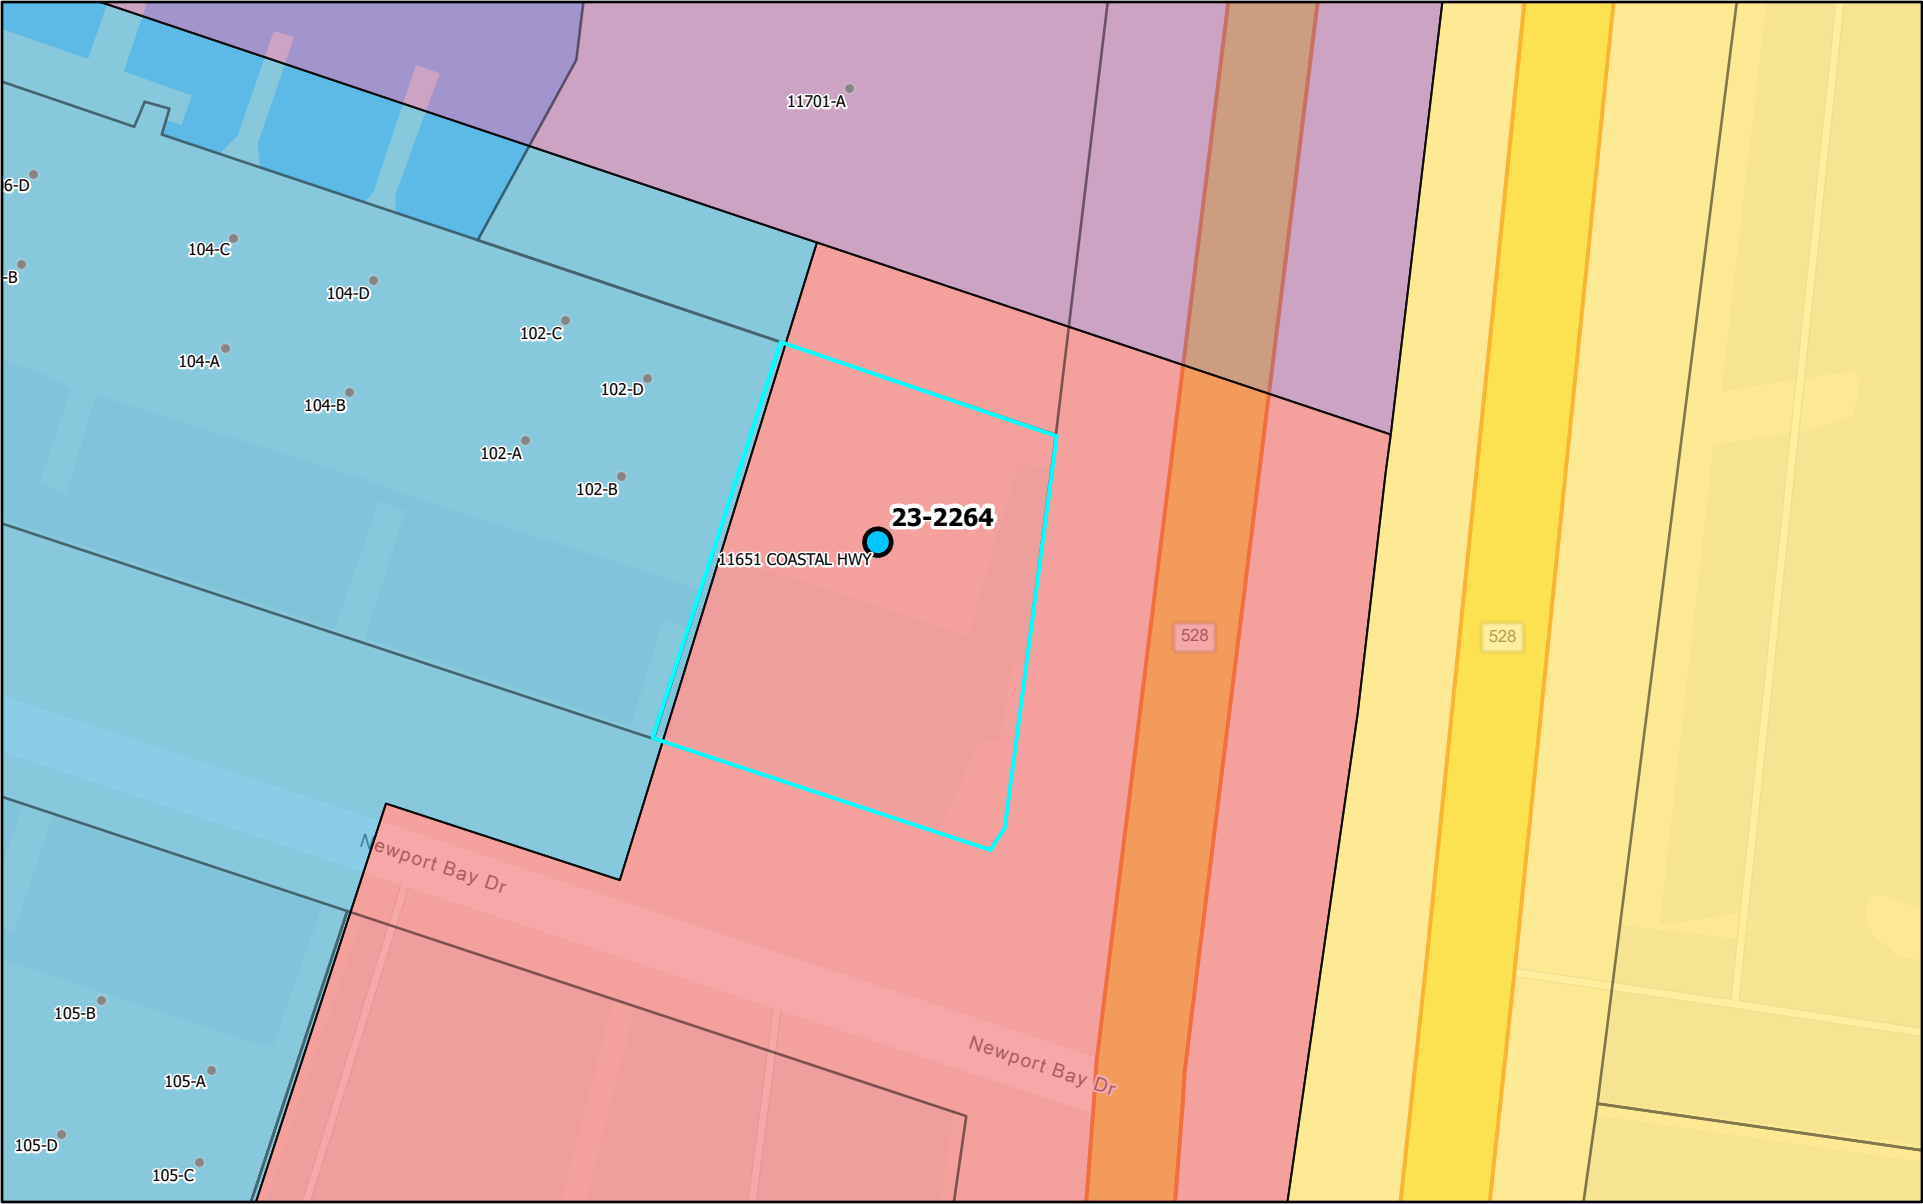 11701-A
6-D
104-C
-B
104-D
102-C
104-A
102-D
104-B
102-A
102-B
23-2264
11651 COASTAL HWY
528
528
Newport Bay Dr
105-B
Newport Bay Dr
105-A
105-D
105-C